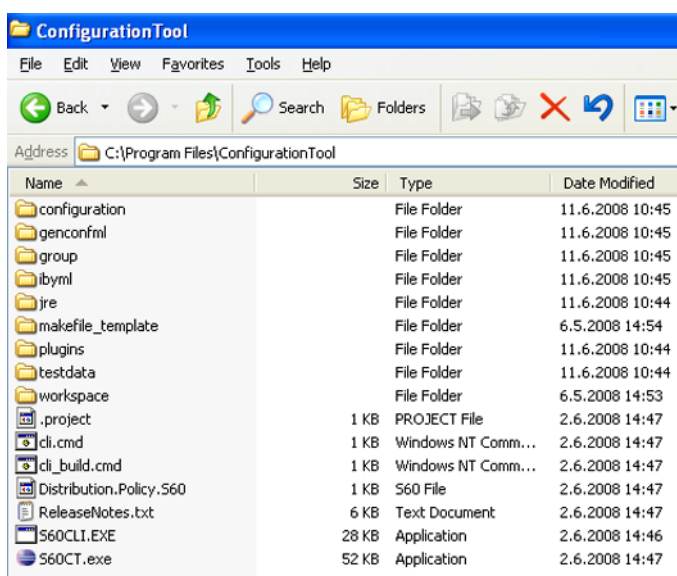 ConfigurationTool
File Edit View Favorites Tools Help
Back Search Folders
Address C:\Program Files\ConfigurationTool
Name Size Type Date Modified
configuration File Folder 11.6.2008 10:45
genconfml File Folder 11.6.2008 10:45
group File Folder 11.6.2008 10:45
ibyml File Folder 11.6.2008 10:45
jre File Folder 11.6.2008 10:44
makefile_template File Folder 6.5.2008 14:54
plugins File Folder 11.6.2008 10:44
testdata File Folder 11.6.2008 10:44
workspace File Folder 6.5.2008 14:53
.project 1 KB PROJECT File 2.6.2008 14:47
cli.cmd 1 KB Windows NT Comm... 2.6.2008 14:47
cli_build.cmd 1 KB Windows NT Comm... 2.6.2008 14:47
Distribution.Policy.S60 1 KB S60 File 2.6.2008 14:47
ReleaseNotes.txt 6 KB Text Document 2.6.2008 14:47
S60CLI.EXE 28 KB Application 2.6.2008 14:46
S60CT.exe 52 KB Application 2.6.2008 14:47